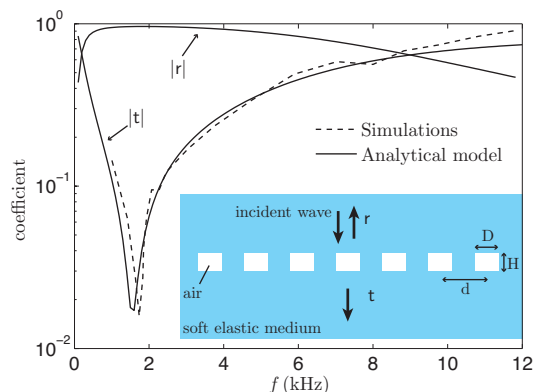 10^0
|r|
|t|
Simulations
Analytical model
coefficient
10^-1
incident wave
r
D
H
air
d
t
soft elastic medium
10^-2
0 2 4 6 8 10 12
f (kHz)